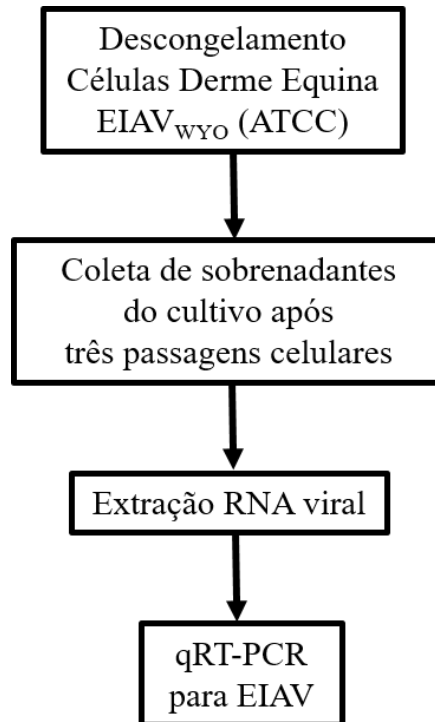 Descongelamento
Células Derme Equina
EIAV_WYO (ATCC)
Coleta de sobrenadantes
do cultivo após
três passagens celulares
Extração RNA viral
qRT-PCR
para EIAV